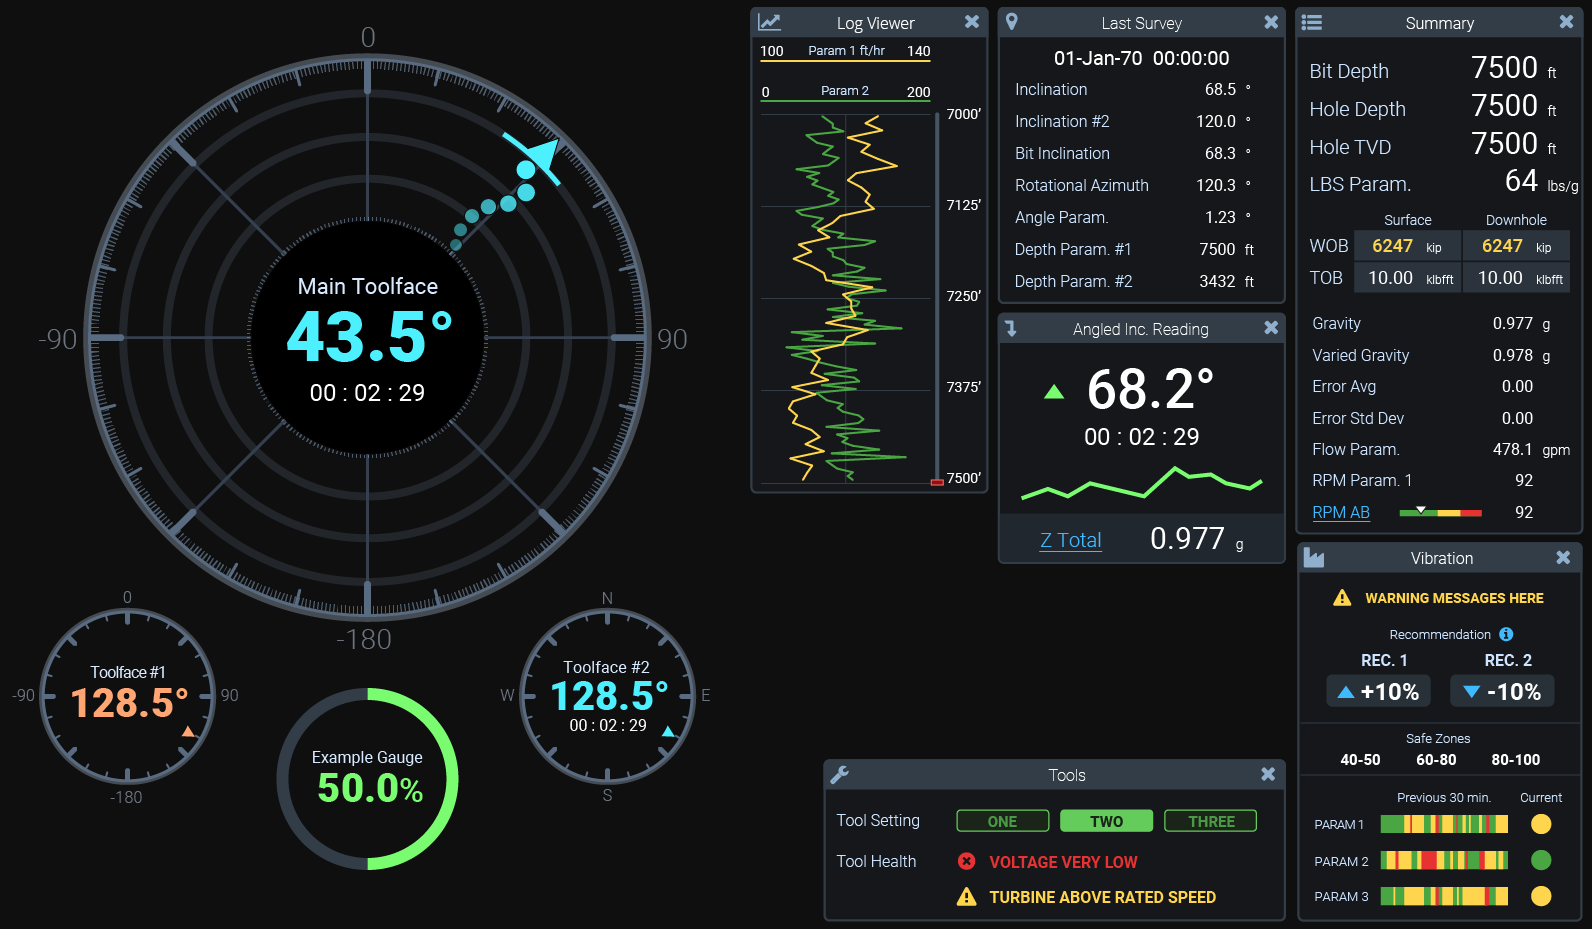 0
-90
90
-180
Main Toolface
43.5°
00 : 02 : 29
0
-90
90
-180
Toolface #1
128.5°
Example Gauge
50.0%
N
W
E
S
Toolface #2
128.5°
00 : 02 : 29
Log Viewer
100 Param 1 ft/hr 140
0 Param 2 200
7000’
7125’
7250’
7375’
7500’
Last Survey
01-Jan-70 00:00:00
Inclination 68.5 °
Inclination #2 120.0 °
Bit Inclination 68.3 °
Rotational Azimuth 120.3 °
Angle Param. 1.23 °
Depth Param. #1 7500 ft
Depth Param. #2 3432 ft
Angled Inc. Reading
68.2°
00 : 02 : 29
Z Total 0.977 g
Summary
Bit Depth 7500 ft
Hole Depth 7500 ft
Hole TVD 7500 ft
LBS Param. 64 lbs/g
Surface Downhole
WOB 6247 kip 6247 kip
TOB 10.00 klbfft 10.00 klbfft
Gravity 0.977 g
Varied Gravity 0.978 g
Error Avg 0.00
Error Std Dev 0.00
Flow Param. 478.1 gpm
RPM Param. 1 92
RPM AB 92
Vibration
WARNING MESSAGES HERE
Recommendation
REC. 1 REC. 2
+10% -10%
Safe Zones
40-50 60-80 80-100
Previous 30 min. Current
PARAM 1
PARAM 2
PARAM 3
Tools
Tool Setting ONE TWO THREE
Tool Health VOLTAGE VERY LOW
TURBINE ABOVE RATED SPEED